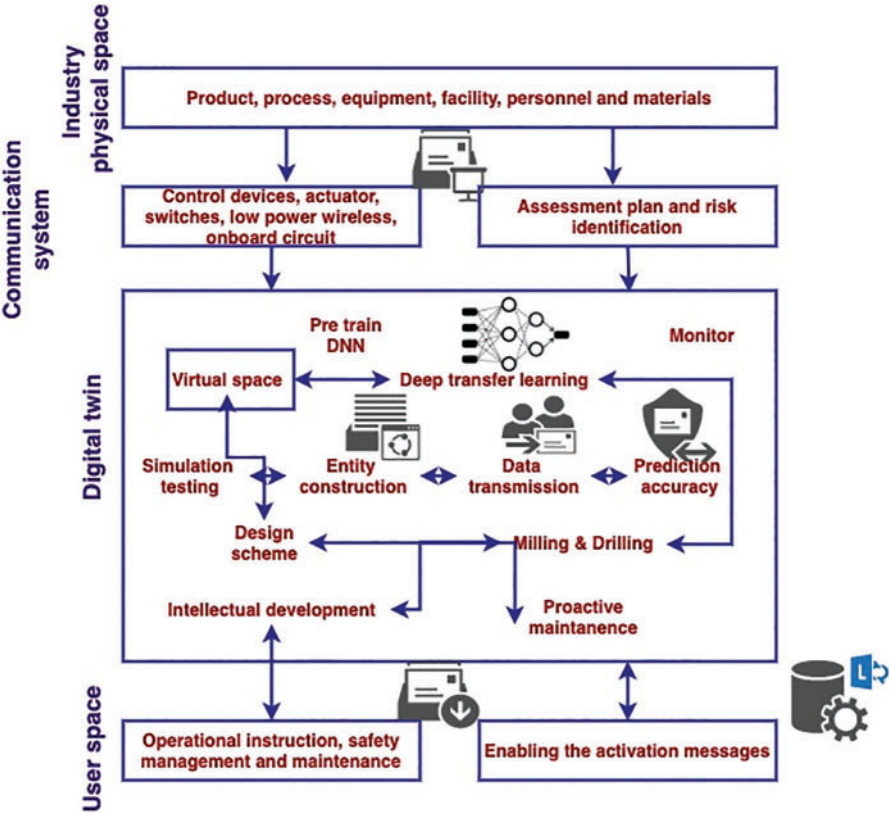 Industry
physical space
Product, process, equipment, facility, personnel and materials
Communication
system
Control devices, actuator,
switches, low power wireless,
onboard circuit
Assessment plan and risk
identification
Digital twin
Pre train
DNN
Monitor
Virtual space
Deep transfer learning
Simulation
testing
Entity
construction
Data
transmission
Prediction
accuracy
Design
scheme
Milling & Drilling
Intellectual development
Proactive
maintanence
User space
Operational instruction, safety
management and maintenance
Enabling the activation messages
L